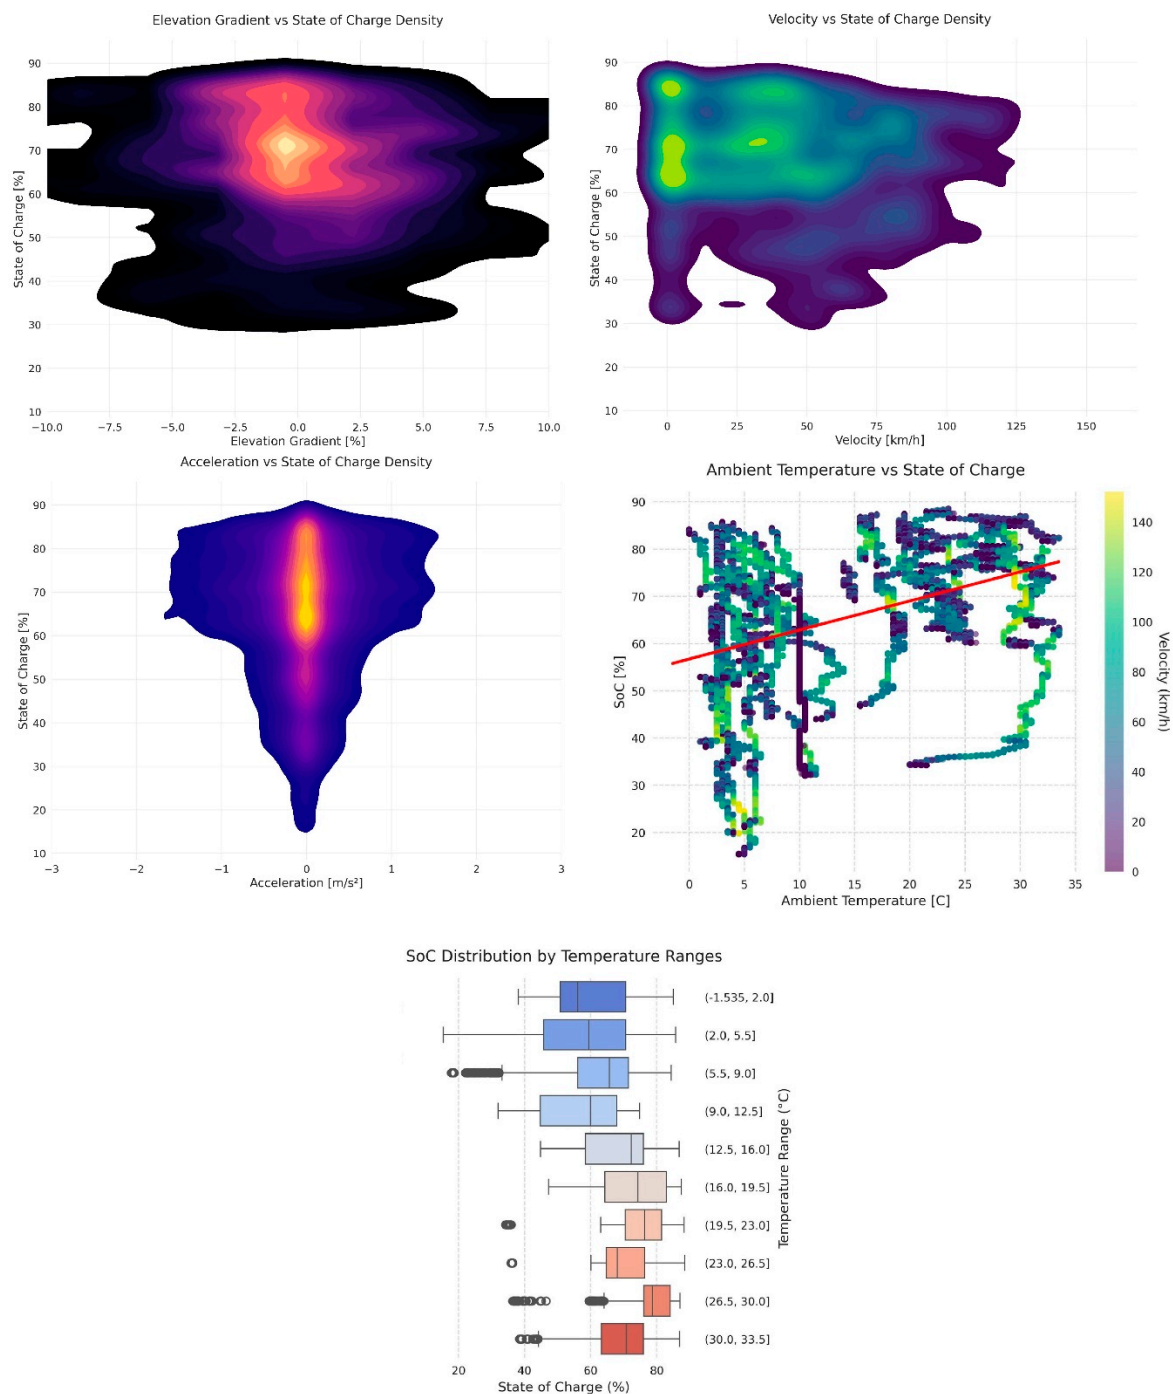 Elevation Gradient vs State of Charge Density
State of Charge [%]
90
80
70
60
50
40
30
20
10
−10.0 −7.5 −5.0 −2.5 0.0 2.5 5.0 7.5 10.0
Elevation Gradient [%]
Velocity vs State of Charge Density
State of Charge [%]
90
80
70
60
50
40
30
20
10
0 25 50 75 100 125 150
Velocity [km/h]
Acceleration vs State of Charge Density
State of Charge [%]
90
80
70
60
50
40
30
20
10
−3 −2 −1 0 1 2 3
Acceleration [m/s²]
Ambient Temperature vs State of Charge
SoC [%]
90
80
70
60
50
40
30
20
0 5 10 15 20 25 30 35
Ambient Temperature [C]
140
120
100
80
60
40
20
0
Velocity (km/h)
SoC Distribution by Temperature Ranges
(-1.535, 2.0]
(2.0, 5.5]
(5.5, 9.0]
(9.0, 12.5]
(12.5, 16.0]
(16.0, 19.5]
(19.5, 23.0]
(23.0, 26.5]
(26.5, 30.0]
(30.0, 33.5]
Temperature Range (°C)
20 40 60 80
State of Charge (%)